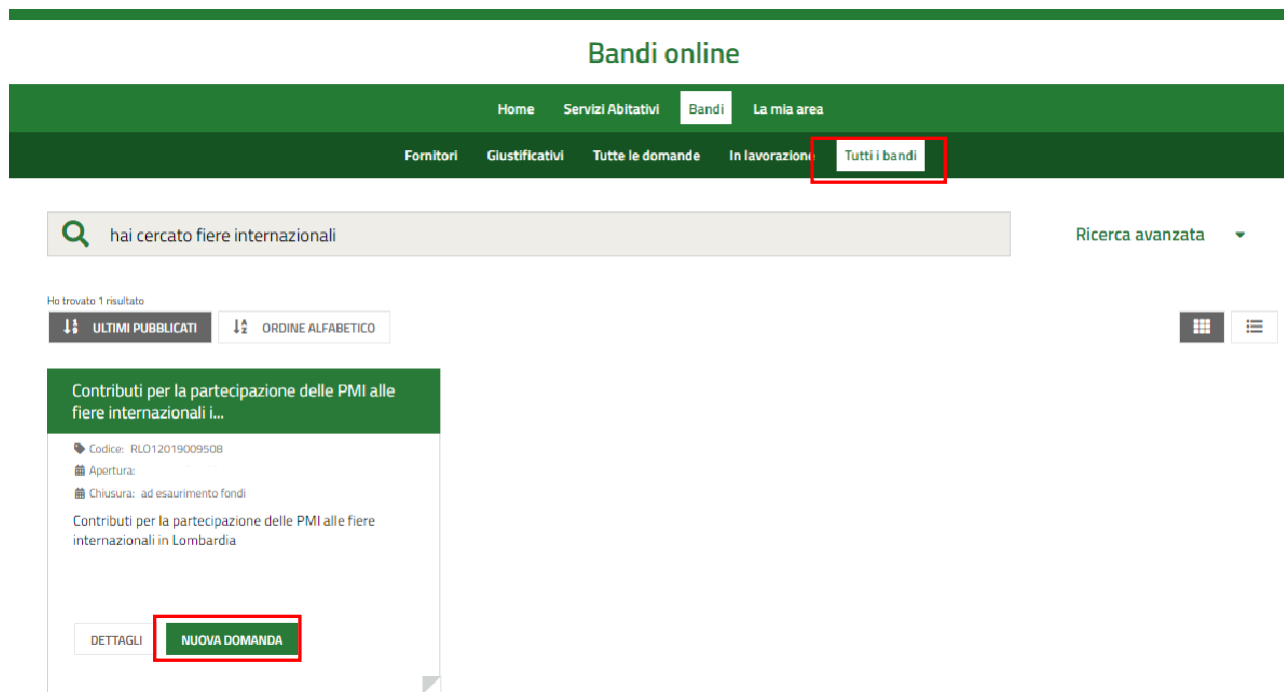 Bandi online
Home Servizi Abitativi Bandi La mia area
Fornitori Giustificativi Tutte le domande In lavorazione Tutti i bandi
hai cercato fiere internazionali
Ricerca avanzata
Ho trovato 1 risultato
ULTIMI PUBBLICATI ORDINE ALFABETICO
Contributi per la partecipazione delle PMI alle
fiere internazionali i...
Codice: RLO12019009508
Apertura:
Chiusura: ad esaurimento fondi
Contributi per la partecipazione delle PMI alle fiere
internazionali in Lombardia
DETTAGLI NUOVA DOMANDA